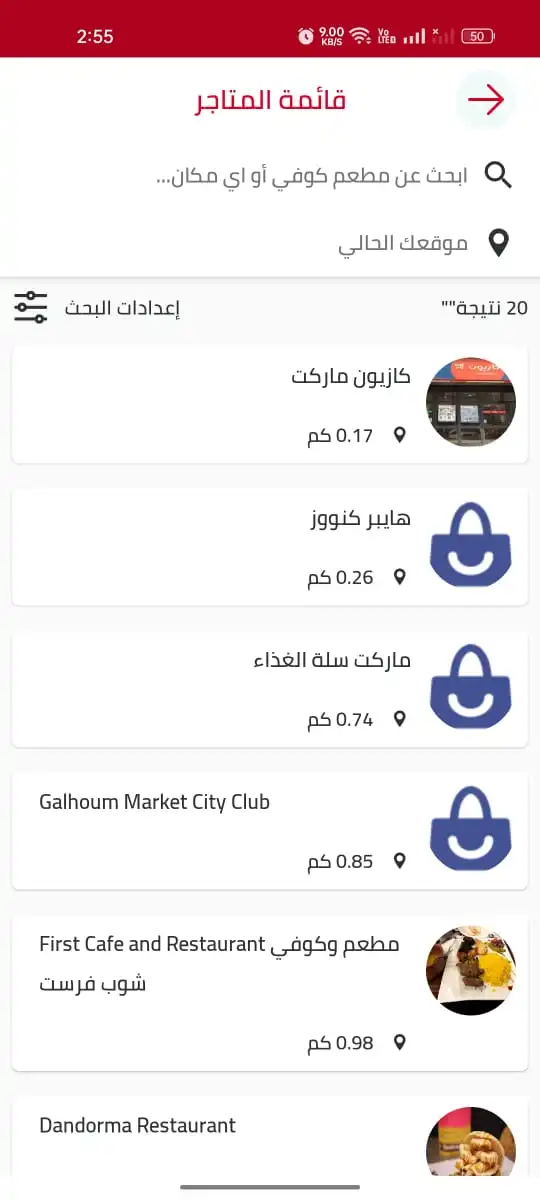 2:55
9.00 KB/S
Vo LTE
50
قائمة المتاجر
ابحث عن مطعم كوفي أو اي مكان...
موقعك الحالي
20 نتيجة""
إعدادات البحث
كازيون ماركت
0.17 كم
هايبر كنووز
0.26 كم
ماركت سلة الغذاء
0.74 كم
Galhoum Market City Club
0.85 كم
First Cafe and Restaurant مطعم وكوفي
شوب فرست
0.98 كم
Dandorma Restaurant